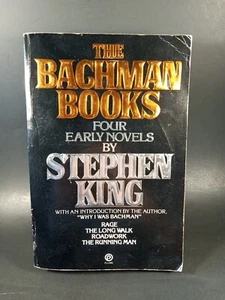 THE
BACHMAN
BOOKS
FOUR
EARLY NOVELS
BY
STEPHEN
KING
WITH AN INTRODUCTION BY THE AUTHOR,
"WHY I WAS BACHMAN"
RAGE
THE LONG WALK
ROADWORK
THE RUNNING MAN